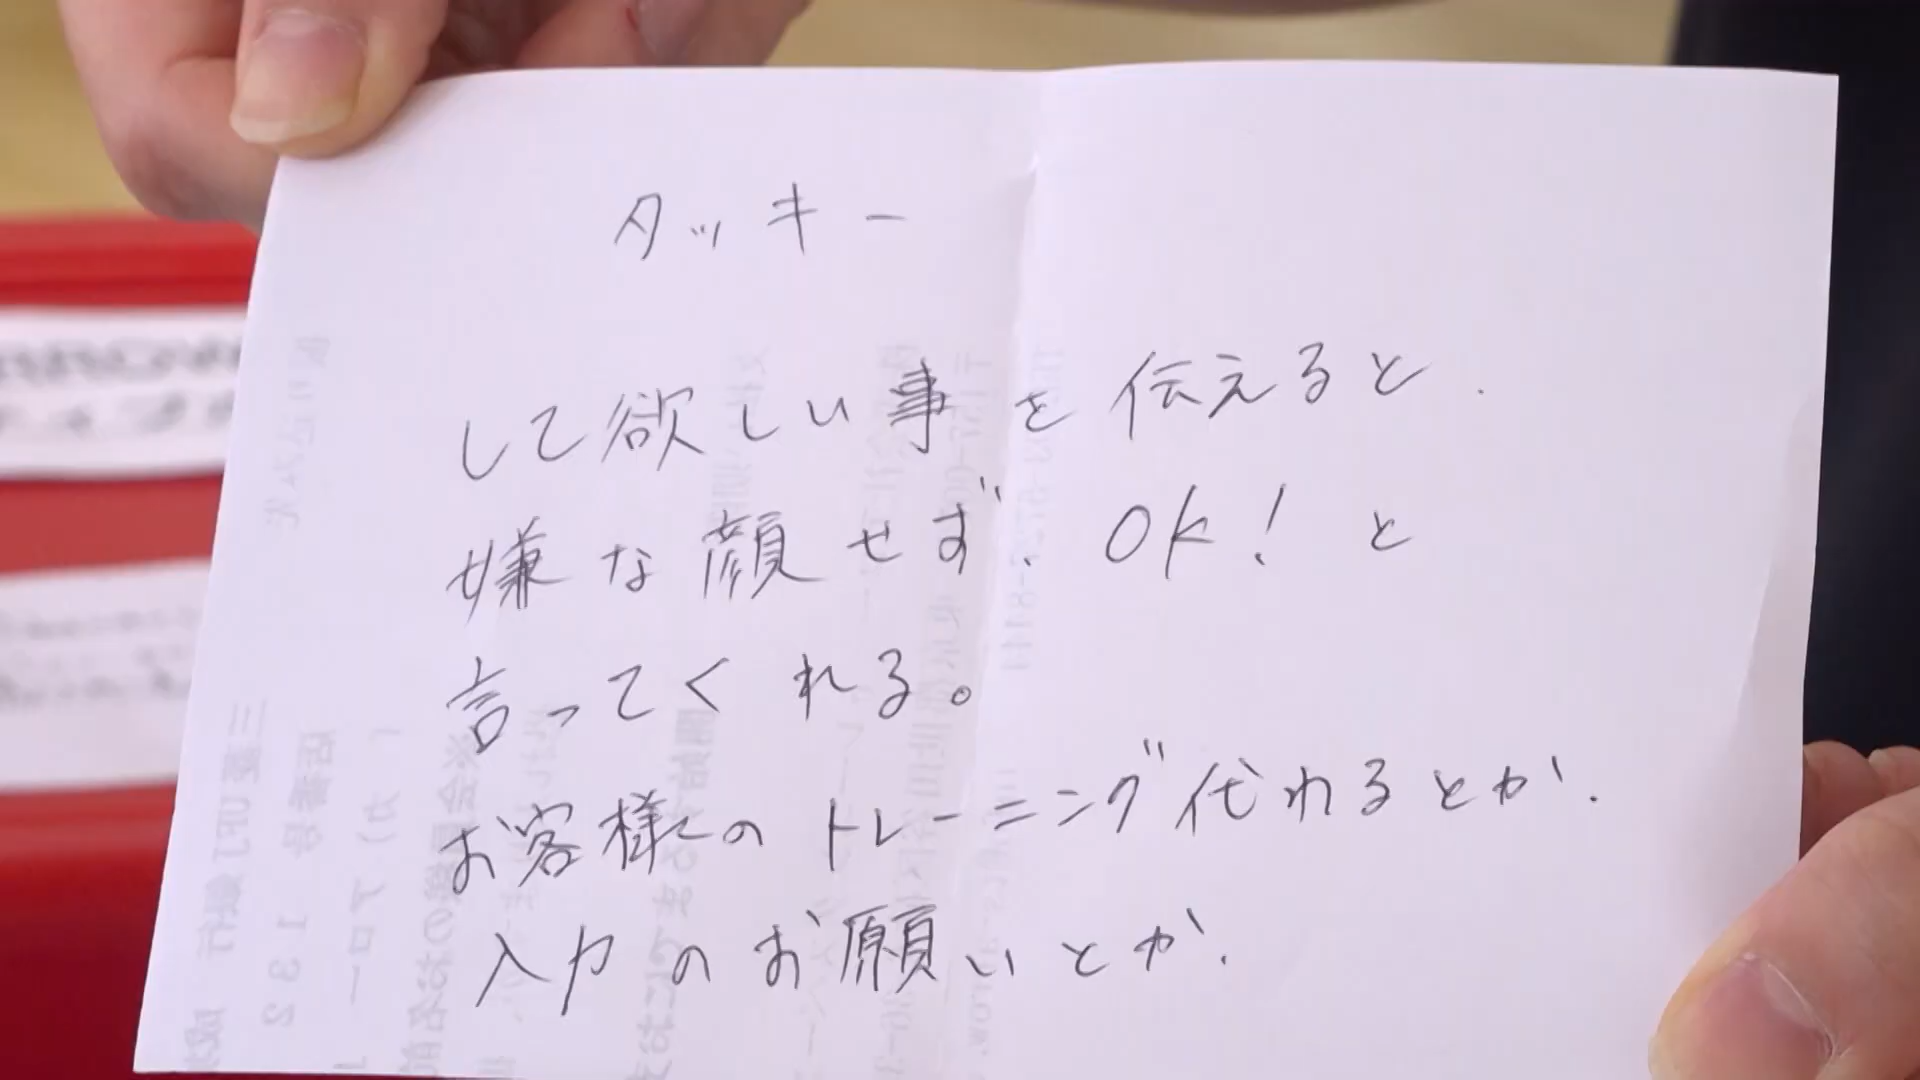 タッキー
して欲しい事を伝えると.
嫌な顔せず. OK! と
言ってくれる。
お客様のトレーニング代れるとか.
入力のお願いとか.